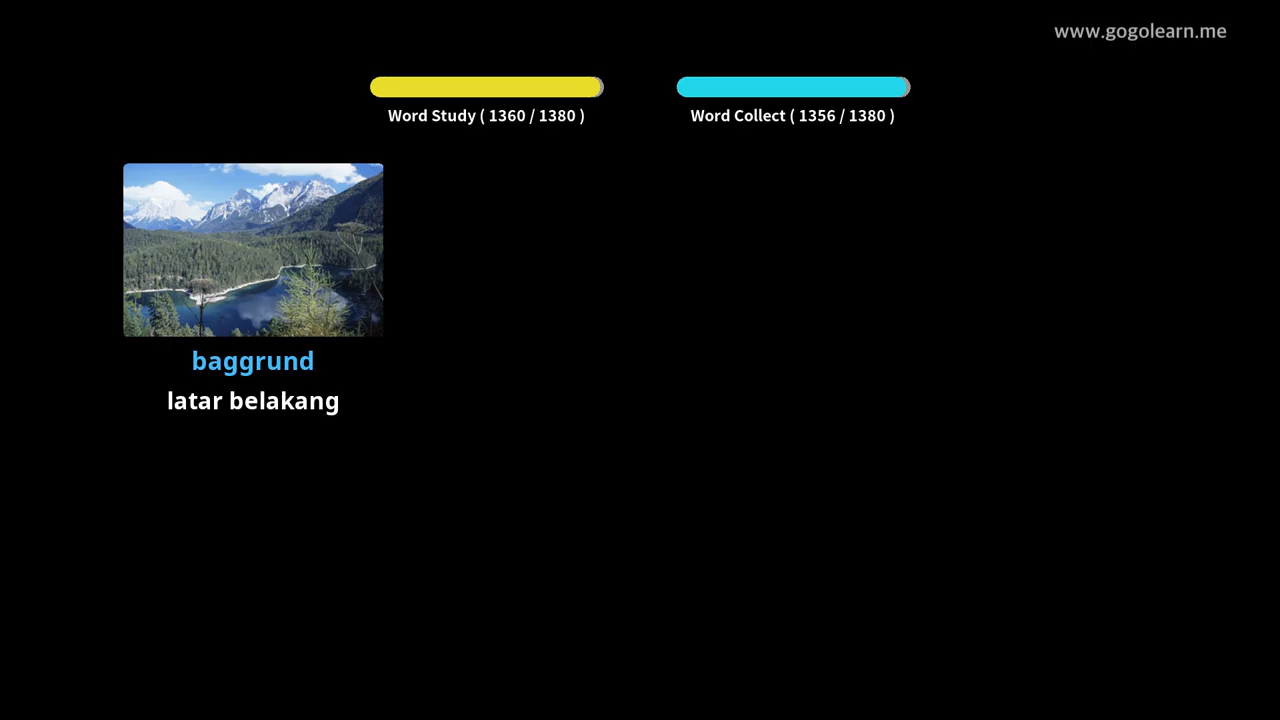 www.gogolearn.me
Word Study ( 1360 / 1380 )
Word Collect ( 1356 / 1380 )
baggrund
latar belakang